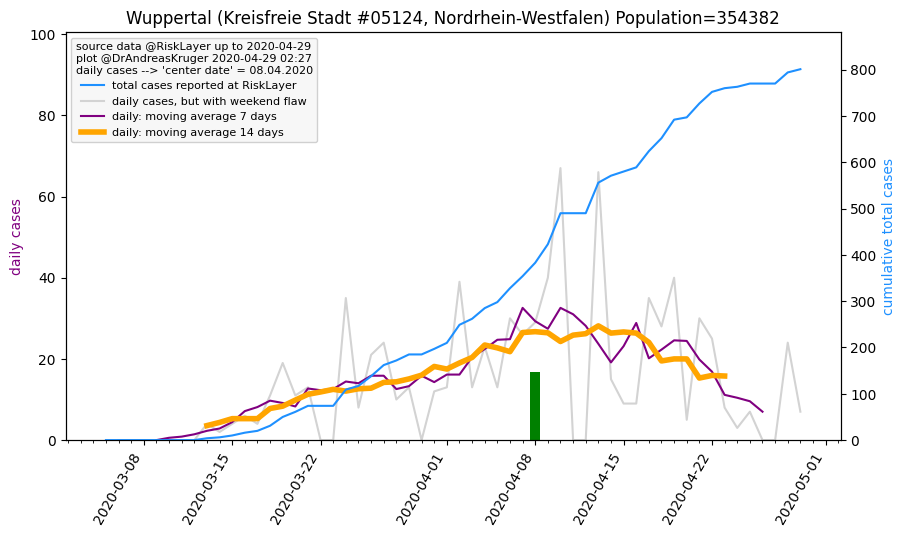 Wuppertal (Kreisfreie Stadt #05124, Nordrhein-Westfalen) Population=354382
source data @RiskLayer up to 2020-04-29
plot @DrAndreasKruger 2020-04-29 02:27
daily cases --> 'center date' = 08.04.2020
total cases reported at RiskLayer
daily cases, but with weekend flaw
daily: moving average 7 days
daily: moving average 14 days
daily cases
100
80
60
40
20
0
cumulative total cases
800
700
600
500
400
300
200
100
0
2020-03-08
2020-03-15
2020-03-22
2020-04-01
2020-04-08
2020-04-15
2020-04-22
2020-05-01